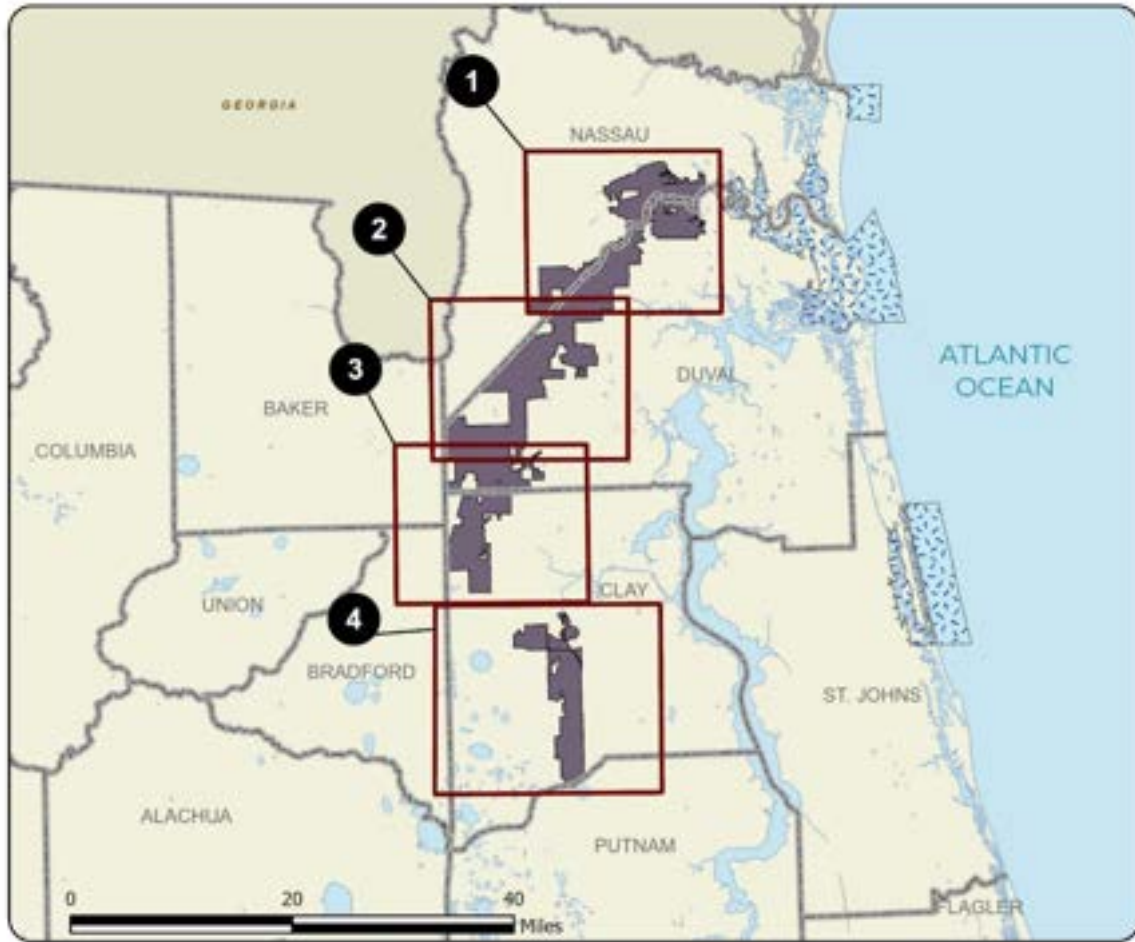 1
GEORGIA
NASSAU
2
3
ATLANTIC
OCEAN
DUVAL
BAKER
COLUMBIA
UNION
CLAY
4
BRADFORD
ST. JOHNS
ALACHUA
PUTNAM
0 20 40
Miles
FLAGLER